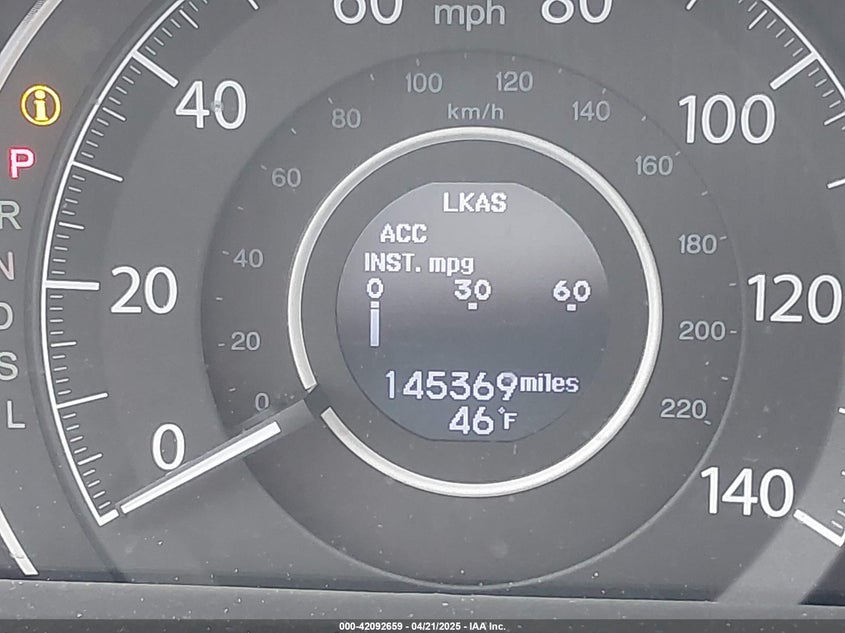 60 mph 80
40 100
100 120
80 km/h 140
60 160
P
R
N
D
S
L
LKAS
ACC
INST. mpg
0 30 60
40 180
20 120
20 200
145369 miles
46°F
0 220
0 140
000-42092659 - 04/21/2025 - IAA Inc.